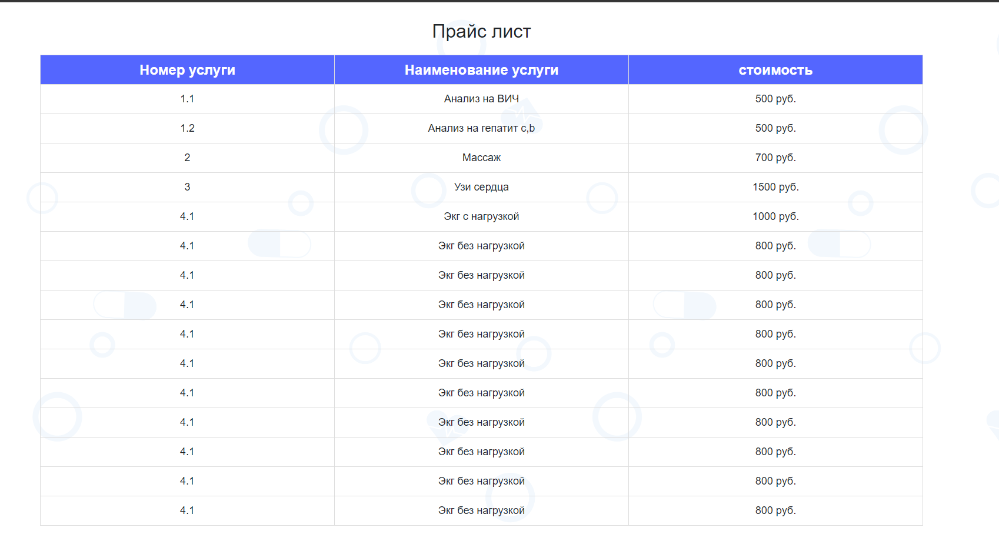 Прайс лист
Номер услуги Наименование услуги стоимость
1.1 Анализ на ВИЧ 500 руб.
1.2 Анализ на гепатит c,b 500 руб.
2 Массаж 700 руб.
3 Узи сердца 1500 руб.
4.1 Экг с нагрузкой 1000 руб.
4.1 Экг без нагрузкой 800 руб.
4.1 Экг без нагрузкой 800 руб.
4.1 Экг без нагрузкой 800 руб.
4.1 Экг без нагрузкой 800 руб.
4.1 Экг без нагрузкой 800 руб.
4.1 Экг без нагрузкой 800 руб.
4.1 Экг без нагрузкой 800 руб.
4.1 Экг без нагрузкой 800 руб.
4.1 Экг без нагрузкой 800 руб.
4.1 Экг без нагрузкой 800 руб.